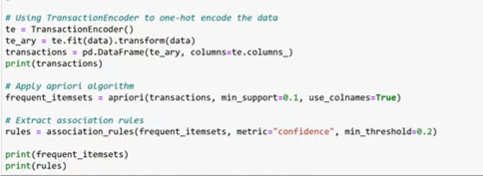 # Using TransactionEncoder to one-hot encode the data
te = TransactionEncoder()
te_ary = te.fit(data).transform(data)
transactions = pd.DataFrame(te_ary, columns=te.columns_)
print(transactions)
# Apply apriori algorithm
frequent_itemsets = apriori(transactions, min_support=0.1, use_colnames=True)
# Extract association rules
rules = association_rules(frequent_itemsets, metric="confidence", min_threshold=0.2)
print(frequent_itemsets)
print(rules)